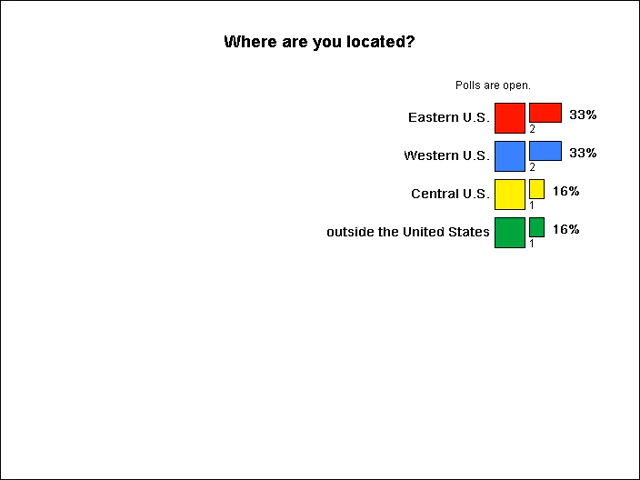 Where are you located?
Polls are open.
Eastern U.S. 33%
2
Western U.S. 33%
2
Central U.S. 16%
1
outside the United States 16%
1